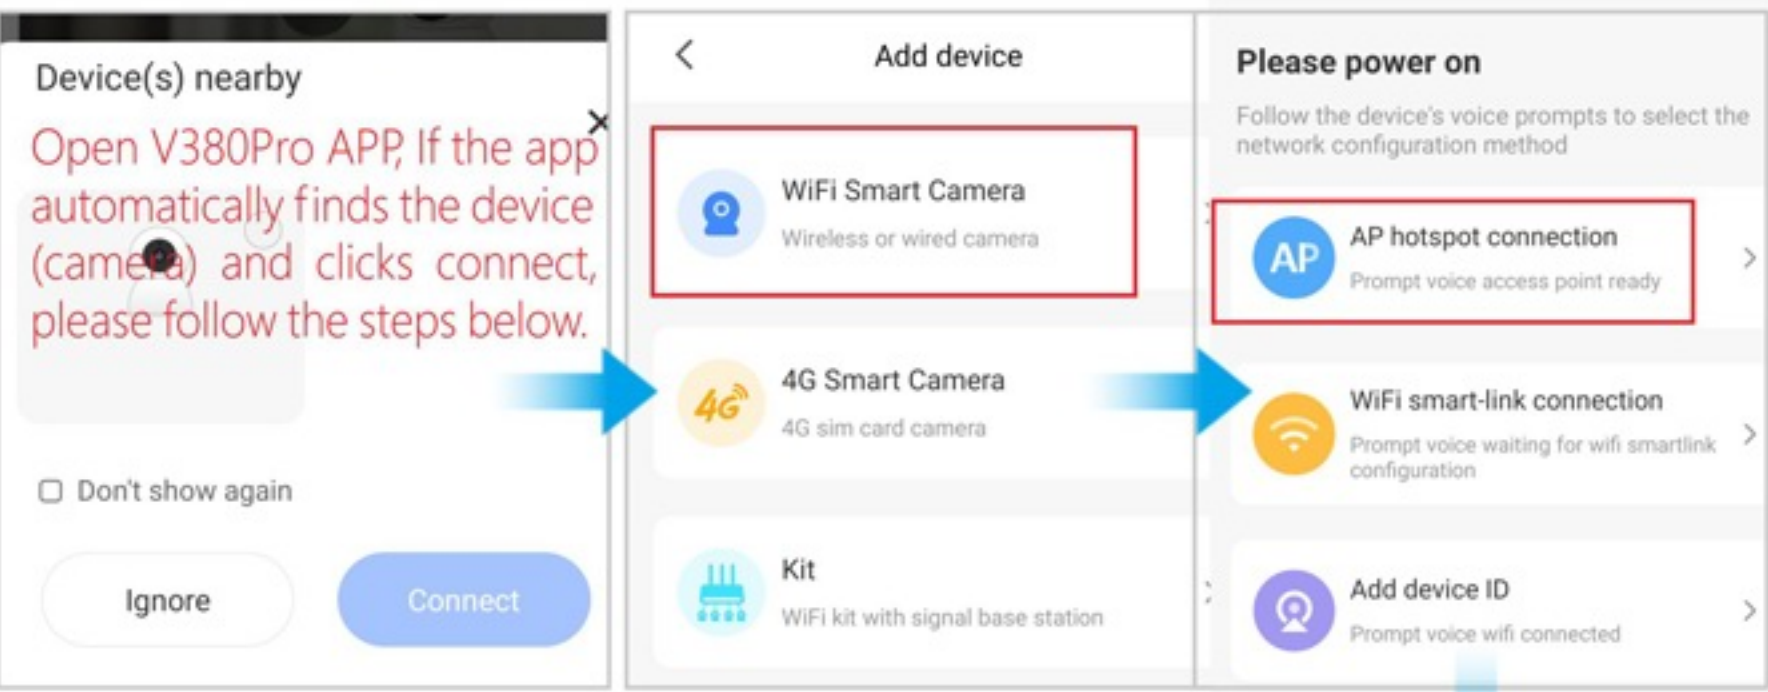 Device(s) nearby
Open V380Pro APP, If the app
automatically finds the device
(camera) and clicks connect,
please follow the steps below.
Don't show again
Ignore
Connect
Add device
WiFi Smart Camera
Wireless or wired camera
4G
4G Smart Camera
4G sim card camera
Kit
WiFi kit with signal base station
Please power on
Follow the device's voice prompts to select the
network configuration method
AP
AP hotspot connection
Prompt voice access point ready
WiFi smart-link connection
Prompt voice waiting for wifi smartlink
configuration
Add device ID
Prompt voice wifi connected